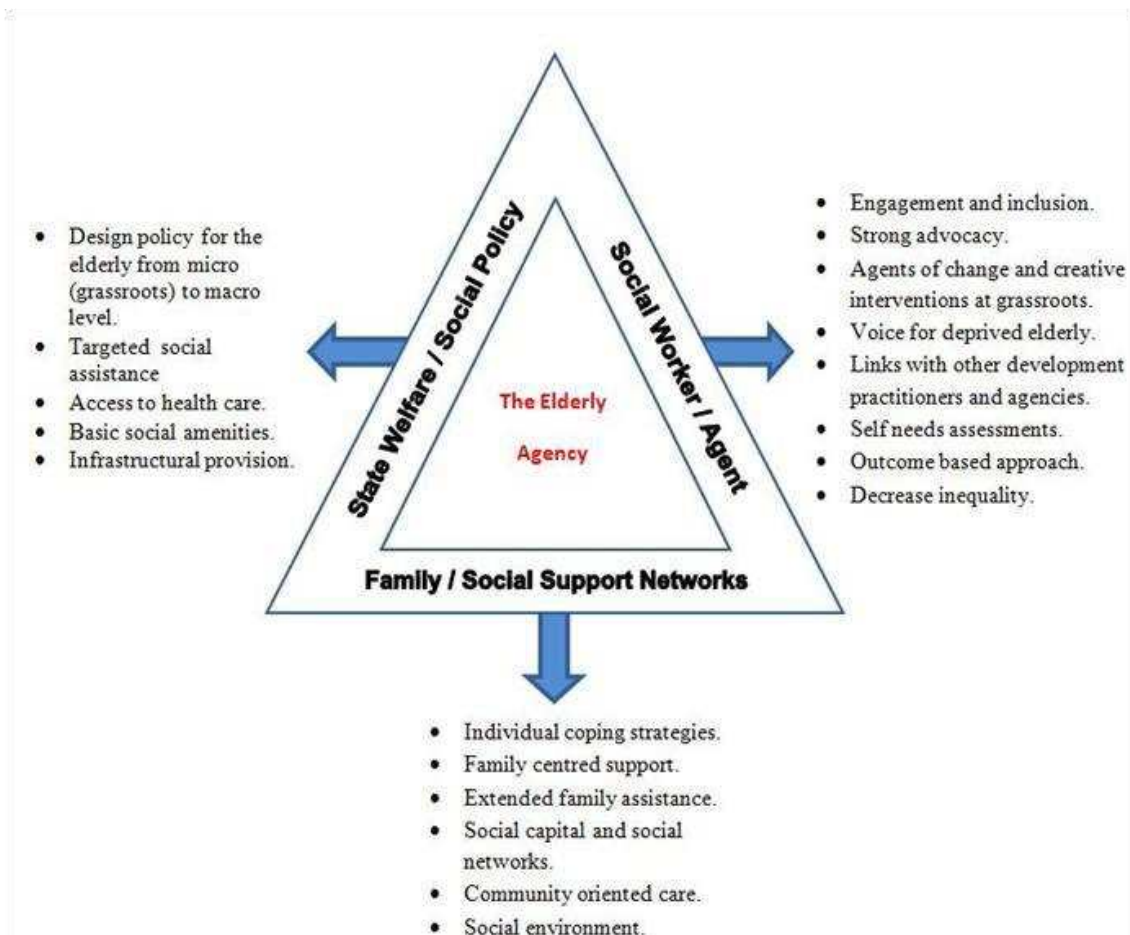 State Welfare / Social Policy
Social Worker / Agent
The Elderly
Agency
Family / Social Support Networks
• Design policy for the
elderly from micro
(grassroots) to macro
level.
• Targeted social
assistance
• Access to health care.
• Basic social amenities.
• Infrastructural provision.
• Engagement and inclusion.
• Strong advocacy.
• Agents of change and creative
interventions at grassroots.
• Voice for deprived elderly.
• Links with other development
practitioners and agencies.
• Self needs assessments.
• Outcome based approach.
• Decrease inequality.
• Individual coping strategies.
• Family centred support.
• Extended family assistance.
• Social capital and social
networks.
• Community oriented care.
• Social environment.